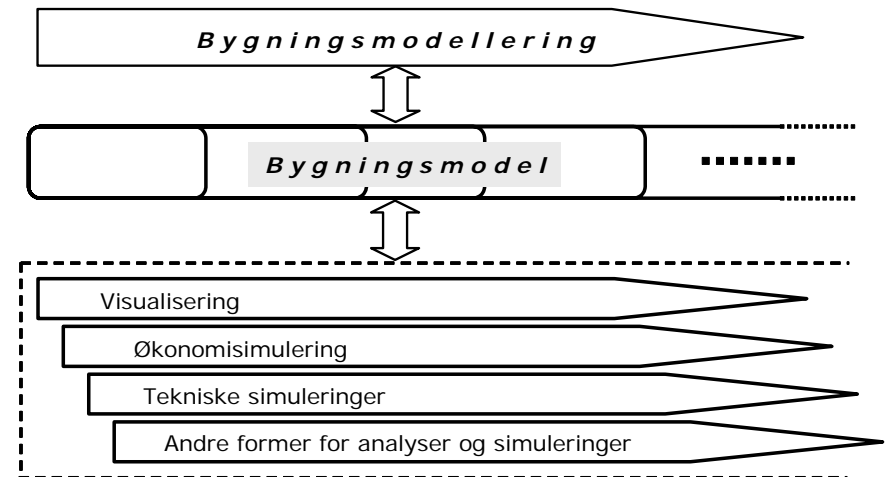 Bygningsmodellering
Bygningsmodel
Visualisering
Økonomisimulering
Tekniske simuleringer
Andre former for analyser og simuleringer